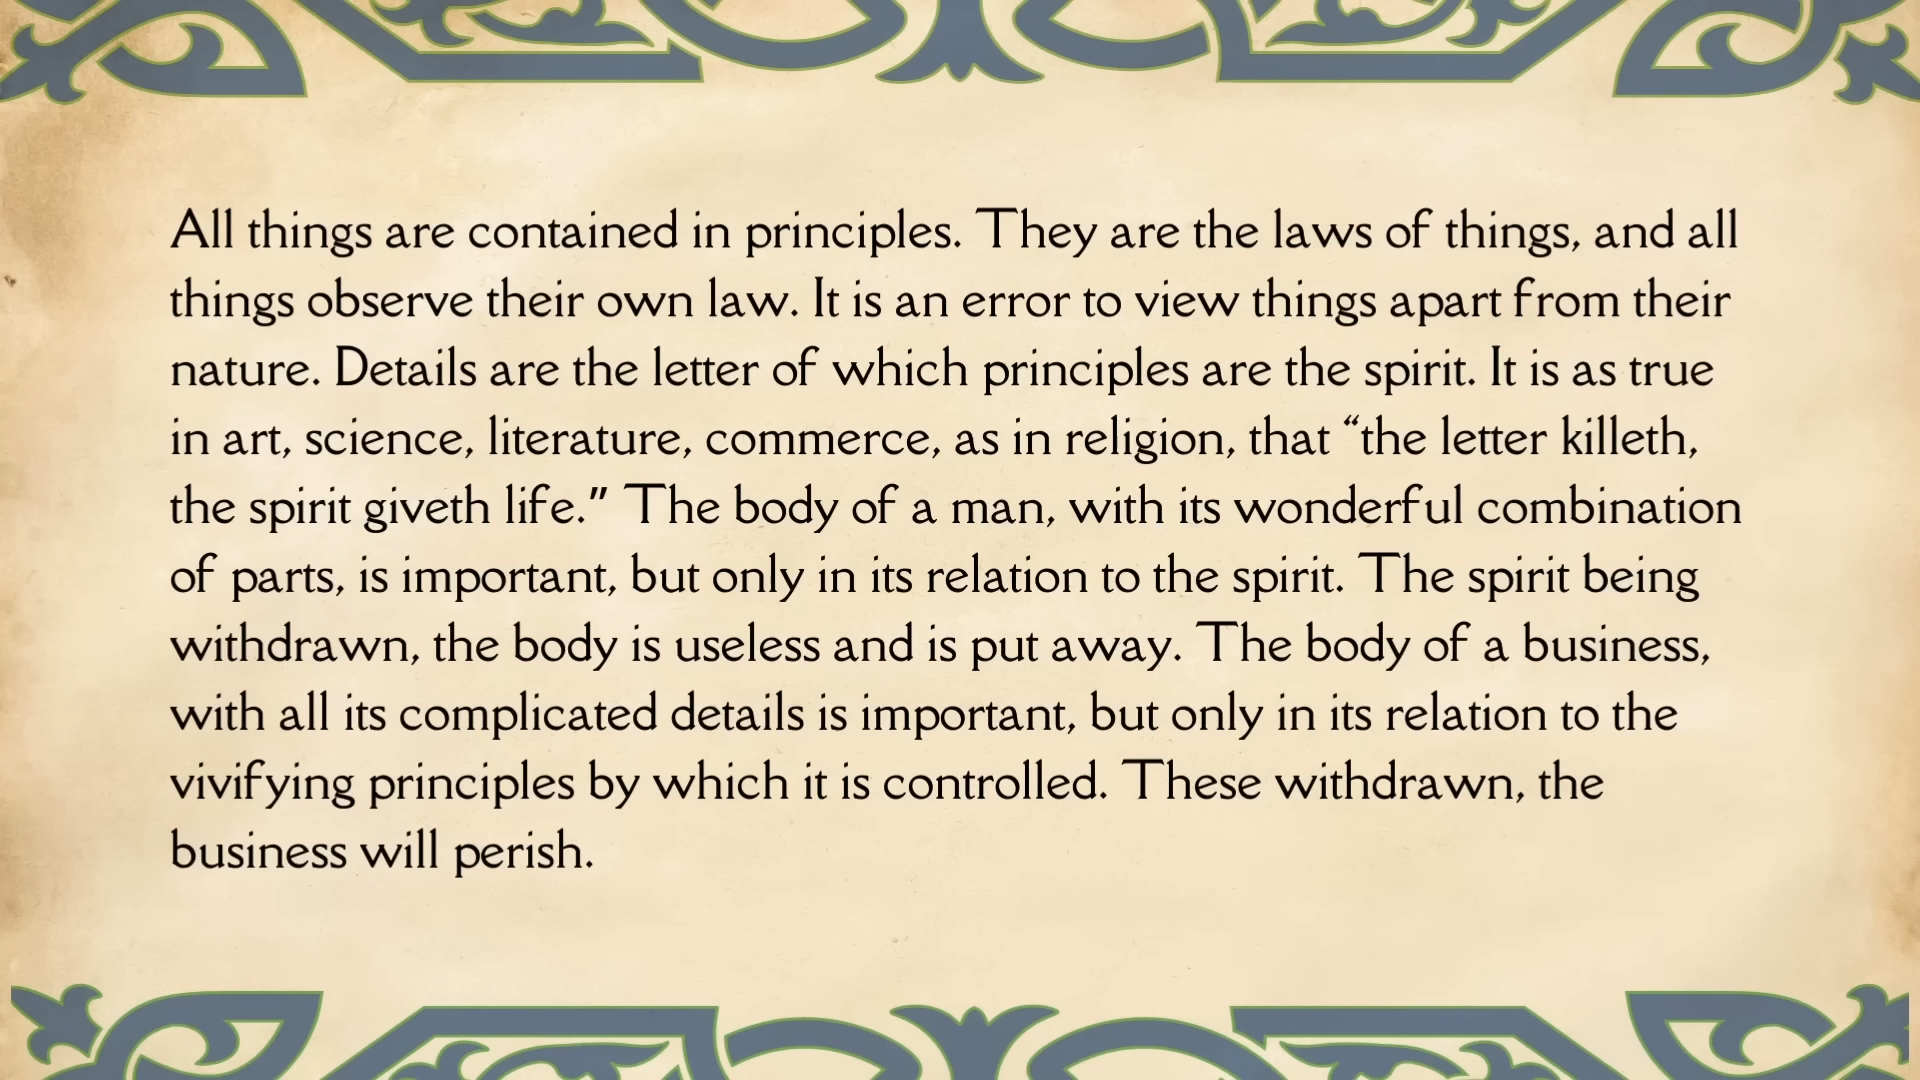 All things are contained in principles. They are the laws of things, and all
things observe their own law. It is an error to view things apart from their
nature. Details are the letter of which principles are the spirit. It is as true
in art, science, literature, commerce, as in religion, that “the letter killeth,
the spirit giveth life.” The body of a man, with its wonderful combination
of parts, is important, but only in its relation to the spirit. The spirit being
withdrawn, the body is useless and is put away. The body of a business,
with all its complicated details is important, but only in its relation to the
vivifying principles by which it is controlled. These withdrawn, the
business will perish.